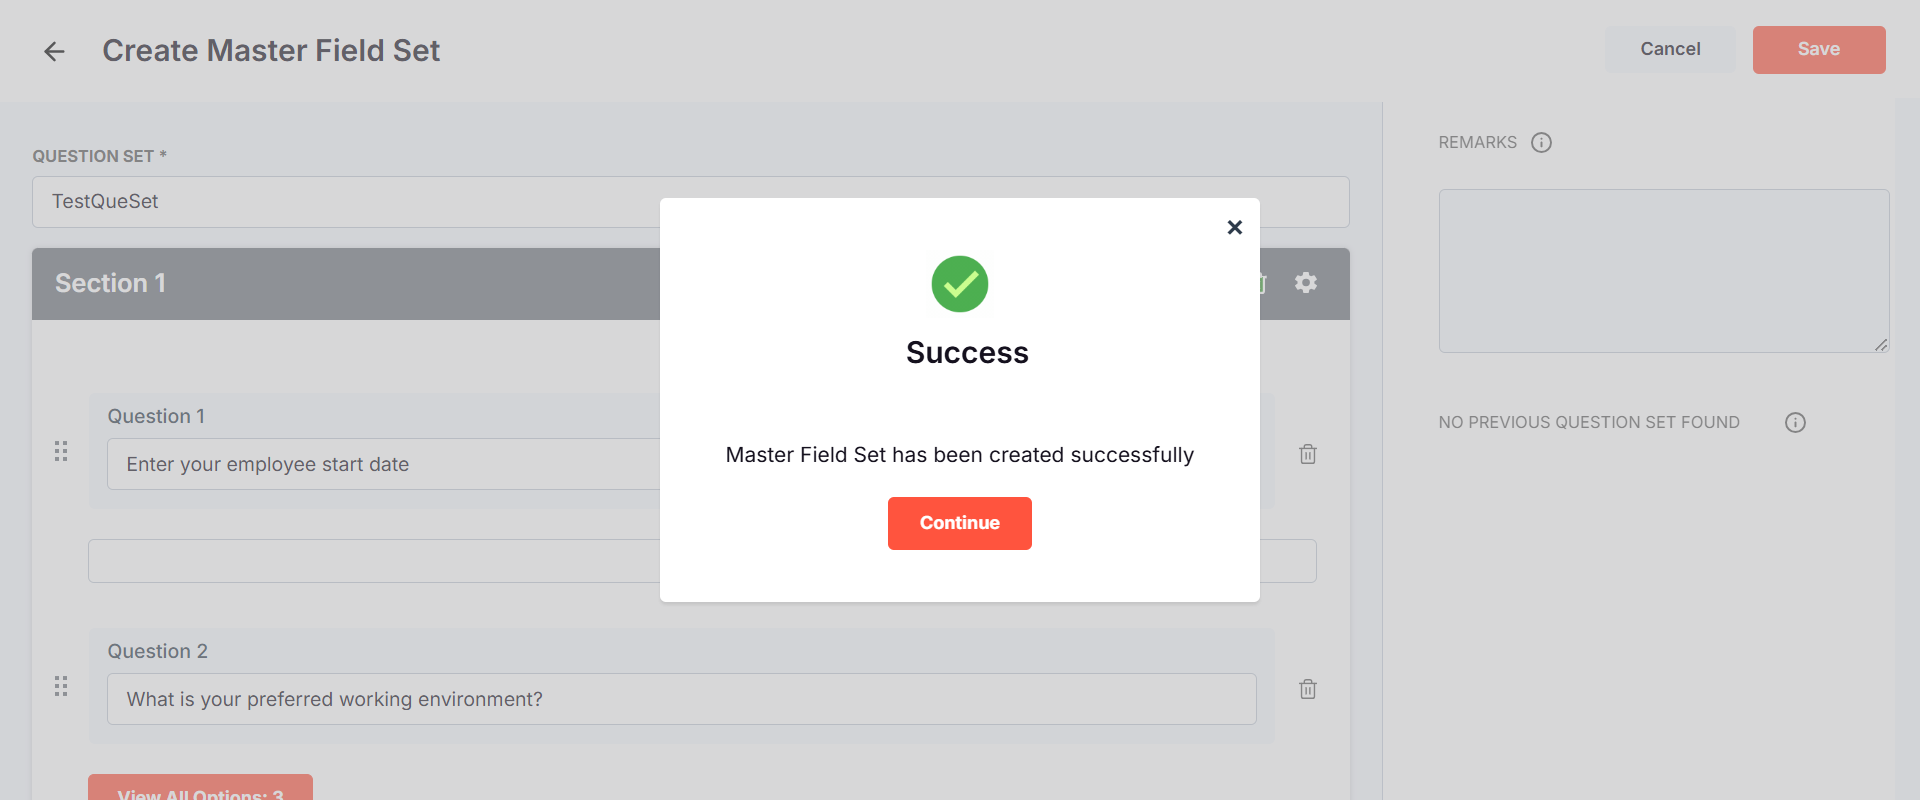 Create Master Field Set
Cancel
Save
QUESTION SET *
TestQueSet
REMARKS
Section 1
Success
Master Field Set has been created successfully
Continue
Question 1
Enter your employee start date
NO PREVIOUS QUESTION SET FOUND
Question 2
What is your preferred working environment?
View All Options: 3